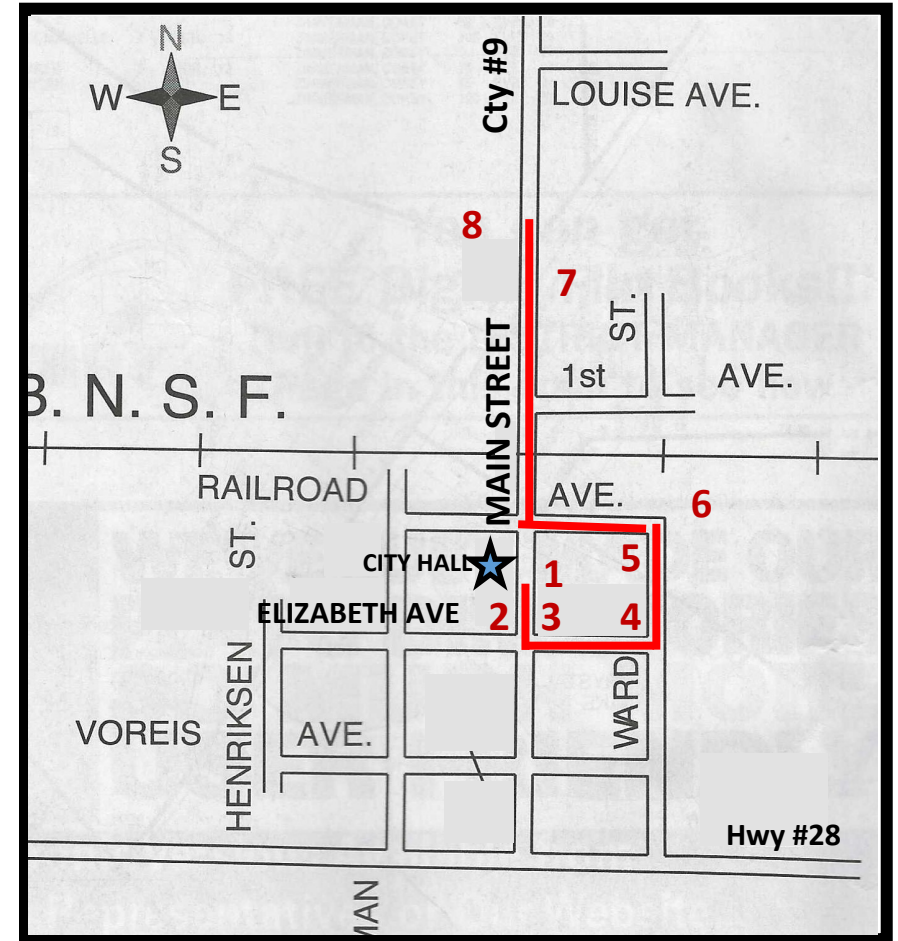 N
W E
S
Cty #9
LOUISE AVE.
8
7
ST.
1st AVE.
MAIN STREET
B. N. S. F.
RAILROAD AVE.
6
ST.
CITY HALL
1
5
ELIZABETH AVE
2
3
4
HENRIKSEN
WARD
VOREIS AVE.
Hwy #28